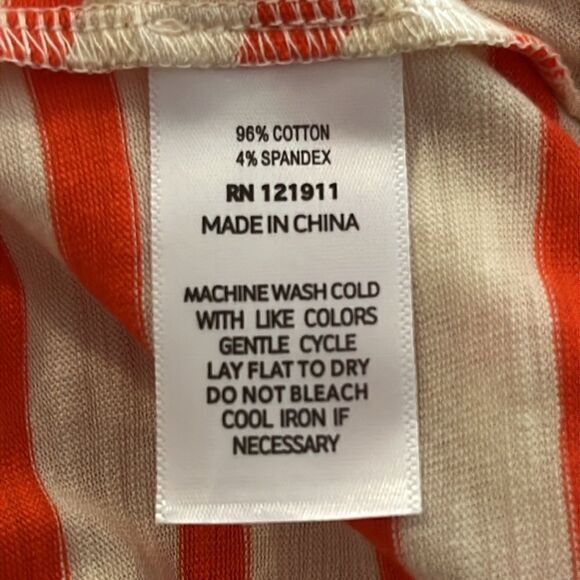 96% COTTON
4% SPANDEX
RN 121911
MADE IN CHINA
MACHINE WASH COLD
WITH LIKE COLORS
GENTLE CYCLE
LAY FLAT TO DRY
DO NOT BLEACH
COOL IRON IF
NECESSARY